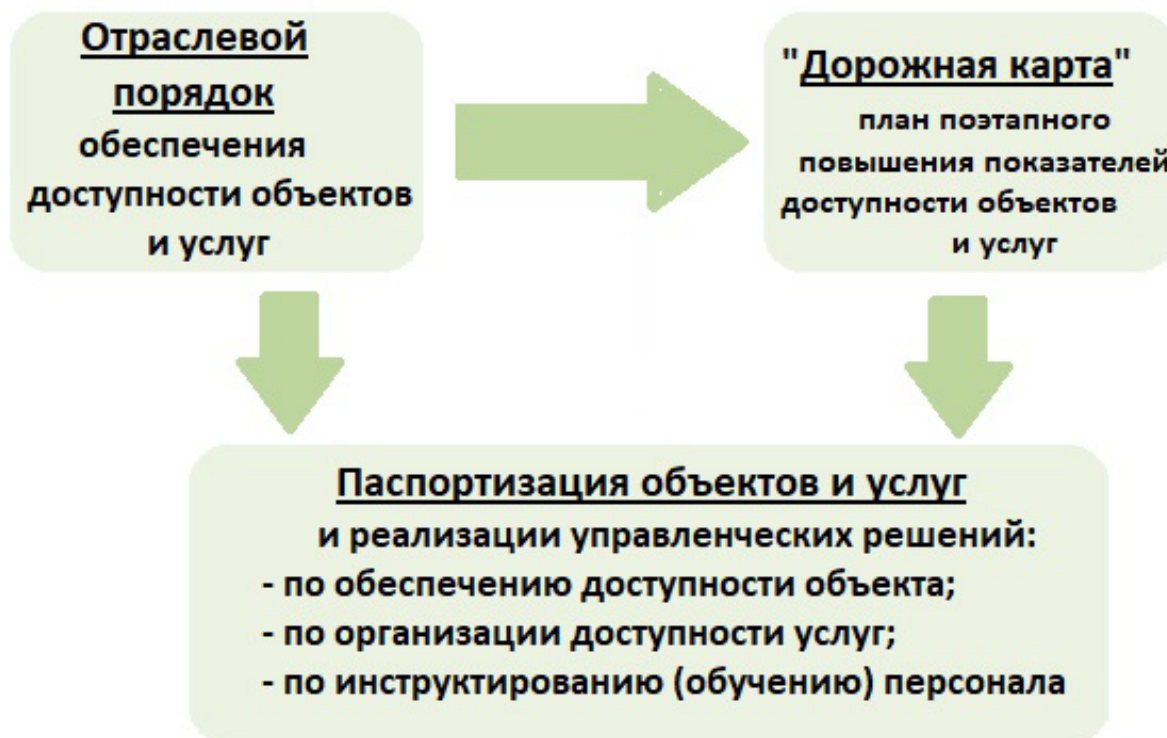 Отраслевой
порядок
обеспечения
доступности объектов
и услуг
"Дорожная карта"
план поэтапного
повышения показателей
доступности объектов
и услуг
Паспортизация объектов и услуг
и реализации управленческих решений:
- по обеспечению доступности объекта;
- по организации доступности услуг;
- по инструктированию (обучению) персонала